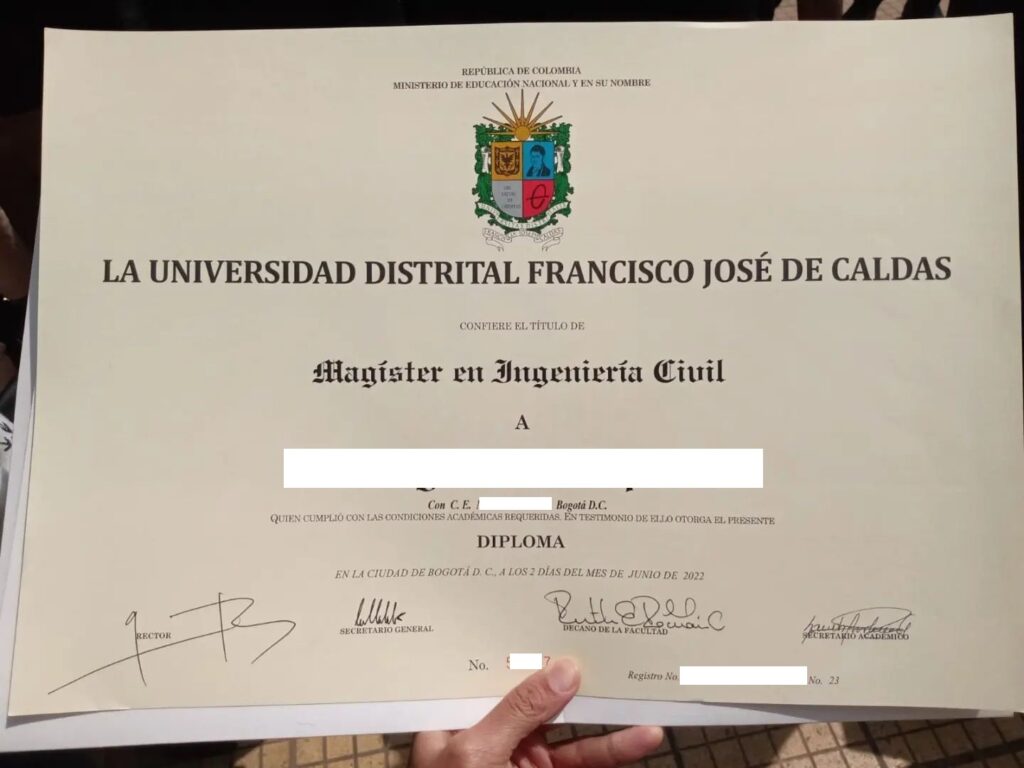 REPÚBLICA DE COLOMBIA
MINISTERIO DE EDUCACIÓN NACIONAL Y EN SU NOMBRE
LA UNIVERSIDAD DISTRITAL FRANCISCO JOSÉ DE CALDAS
CONFIERE EL TÍTULO DE
Magíster en Ingeniería Civil
A
Con C. E. Bogotá D.C.
QUIEN CUMPLIÓ CON LAS CONDICIONES ACADÉMICAS REQUERIDAS. EN TESTIMONIO DE ELLO OTORGA EL PRESENTE
DIPLOMA
EN LA CIUDAD DE BOGOTÁ D. C., A LOS 2 DÍAS DEL MES DE JUNIO DE 2022
RECTOR
SECRETARIO GENERAL
DECANO DE LA FACULTAD
SECRETARIO ACADÉMICO
No.
Registro No. No. 23